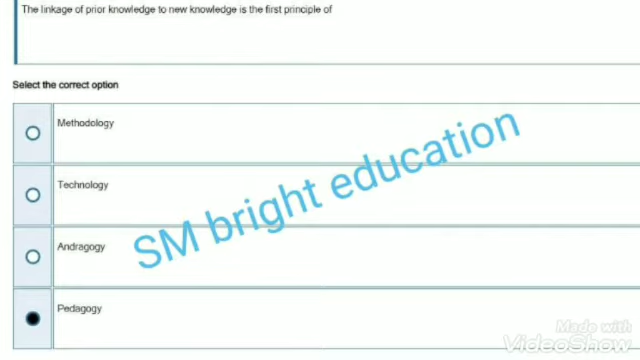 The linkage of prior knowledge to new knowledge is the first principle of
Select the correct option
Methodology
Technology
Andragogy
Pedagogy
SM bright education
Made with
VideoShow